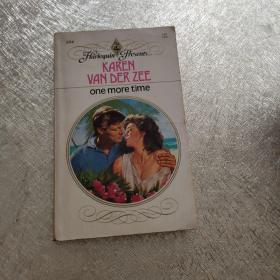 Harlequin Presents
KAREN
VAN DER ZEE
one more time